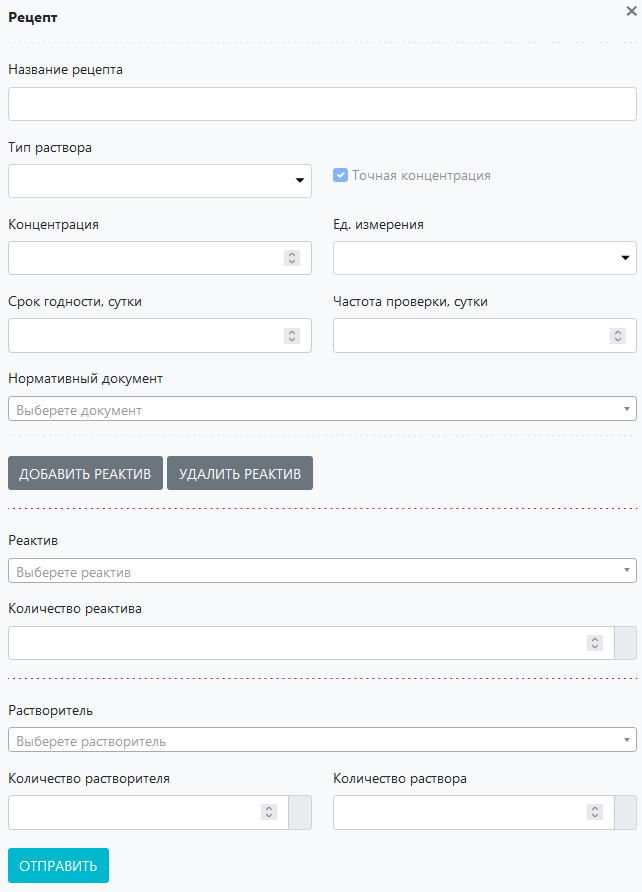 Рецепт
Название рецепта
Тип раствора
Точная концентрация
Концентрация
Ед. измерения
Срок годности, сутки
Частота проверки, сутки
Нормативный документ
Выберете документ
ДОБАВИТЬ РЕАКТИВ
УДАЛИТЬ РЕАКТИВ
Реактив
Выберете реактив
Количество реактива
Растворитель
Выберете растворитель
Количество растворителя
Количество раствора
ОТПРАВИТЬ